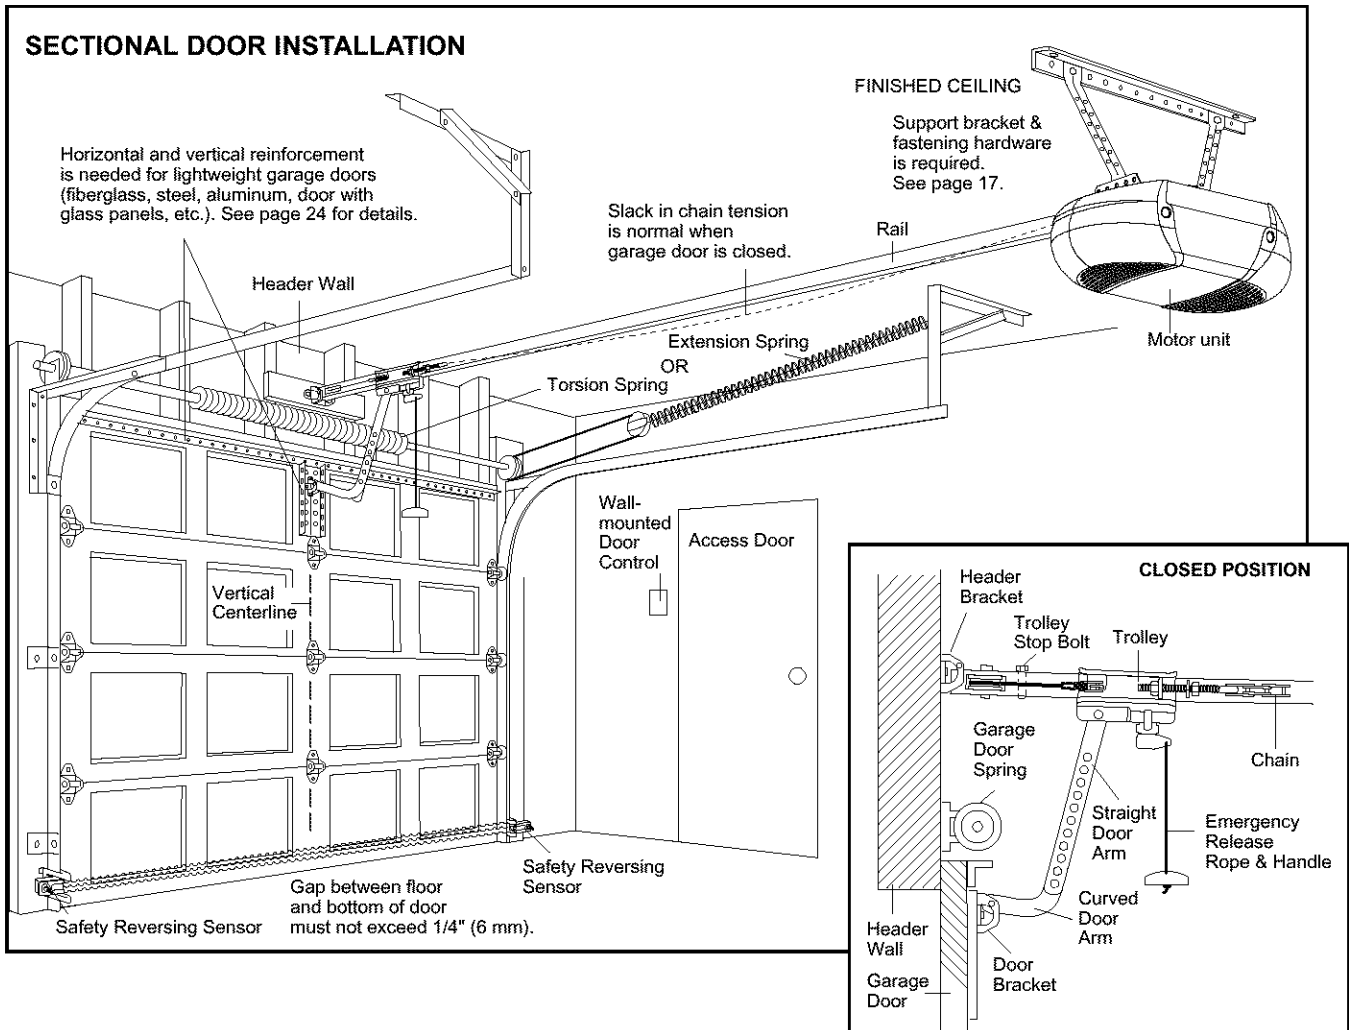 SECTIONAL DOOR INSTALLATION
FINISHED CEILING
Support bracket &
fastening hardware
is required.
See page 17.
Horizontal and vertical reinforcement
is needed for lightweight garage doors
(fiberglass, steel, aluminum, door with
glass panels, etc.). See page 24 for details.
Slack in chain tension
is normal when
garage door is closed.
Rail
Header Wall
Motor unit
Extension Spring
OR
Torsion Spring
Wall-
mounted
Door
Control
Access Door
Vertical
Centerline
Safety Reversing
Sensor
Gap between floor
and bottom of door
must not exceed 1/4" (6 mm).
Safety Reversing Sensor
CLOSED POSITION
Header
Bracket
Trolley
Stop Bolt
Trolley
Garage
Door
Spring
Chain
Straight
Door
Arm
Emergency
Release
Rope & Handle
Curved
Door
Arm
Header
Wall
Door
Bracket
Garage
Door